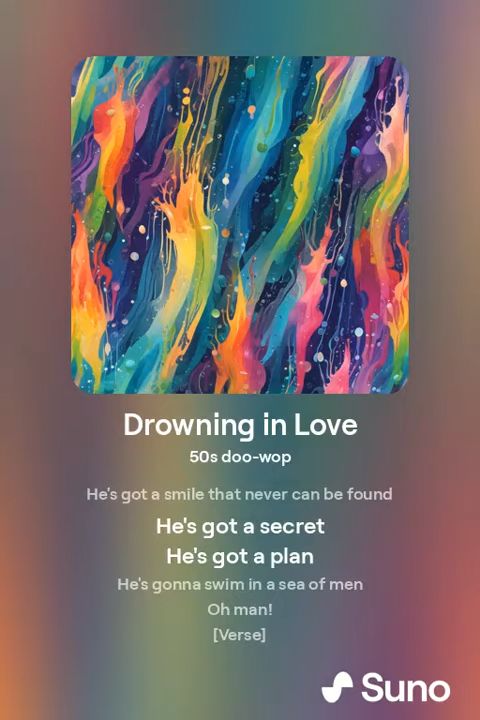 Drowning in Love
50s doo-wop
He's got a smile that never can be found
He's got a secret
He's got a plan
He's gonna swim in a sea of men
Oh man!
[Verse]
Suno